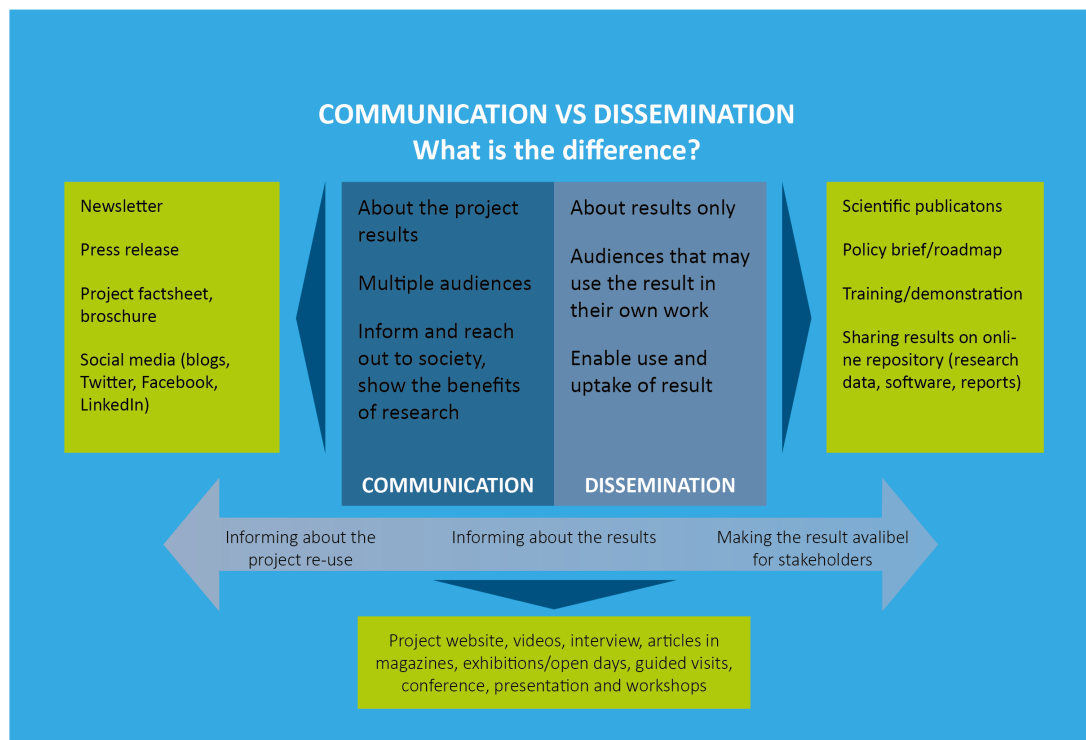 COMMUNICATION VS DISSEMINATION
What is the difference?
Newsletter
Press release
Project factsheet,
broschure
Social media (blogs,
Twitter, Facebook,
LinkedIn)
About the project
results
Multiple audiences
Inform and reach
out to society,
show the benefits
of research
COMMUNICATION
About results only
Audiences that may
use the result in
their own work
Enable use and
uptake of result
DISSEMINATION
Scientific publicatons
Policy brief/roadmap
Training/demonstration
Sharing results on onli-
ne repository (research
data, software, reports)
Informing about the
project re-use
Informing about the results
Making the result avalibel
for stakeholders
Project website, videos, interview, articles in
magazines, exhibitions/open days, guided visits,
conference, presentation and workshops